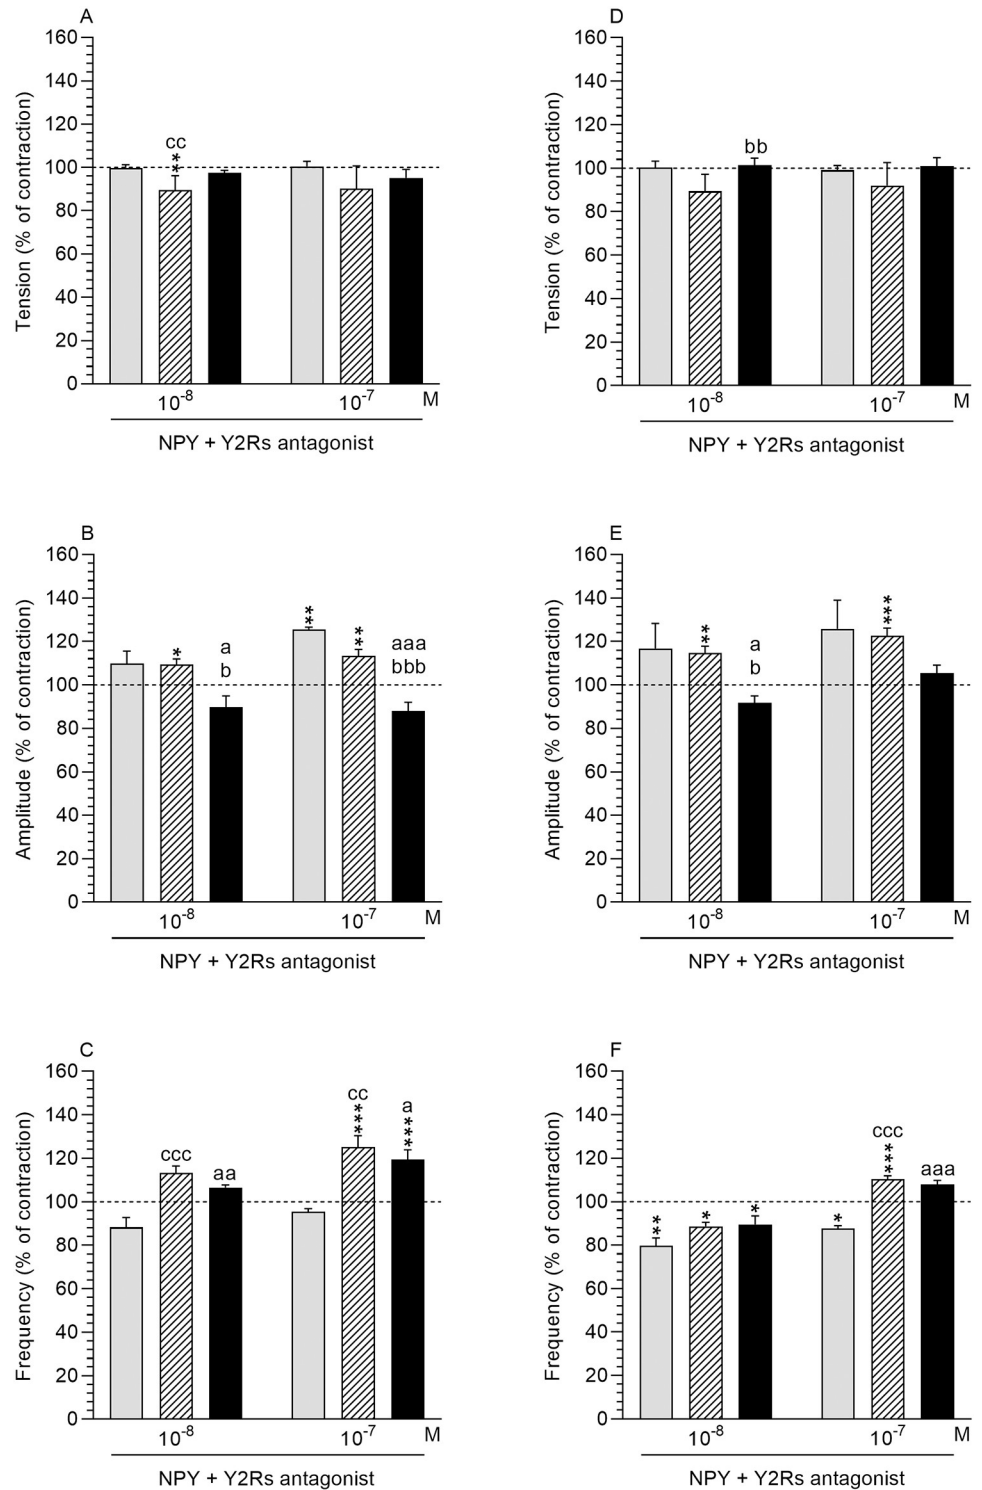 A
Tension (% of contraction)
160
140
120
100
80
60
40
20
0
cc
**
10-8
10-7
M
NPY + Y2Rs antagonist
D
Tension (% of contraction)
160
140
120
100
80
60
40
20
0
bb
10-8
10-7
M
NPY + Y2Rs antagonist
B
Amplitude (% of contraction)
160
140
120
100
80
60
40
20
0
*
a
b
**
**
aaa
bbb
10-8
10-7
M
NPY + Y2Rs antagonist
E
Amplitude (% of contraction)
160
140
120
100
80
60
40
20
0
**
a
b
***
10-8
10-7
M
NPY + Y2Rs antagonist
C
Frequency (% of contraction)
160
140
120
100
80
60
40
20
0
ccc
aa
cc
***
a
***
10-8
10-7
M
NPY + Y2Rs antagonist
F
Frequency (% of contraction)
160
140
120
100
80
60
40
20
0
**
*
*
*
ccc
***
aaa
10-8
10-7
M
NPY + Y2Rs antagonist